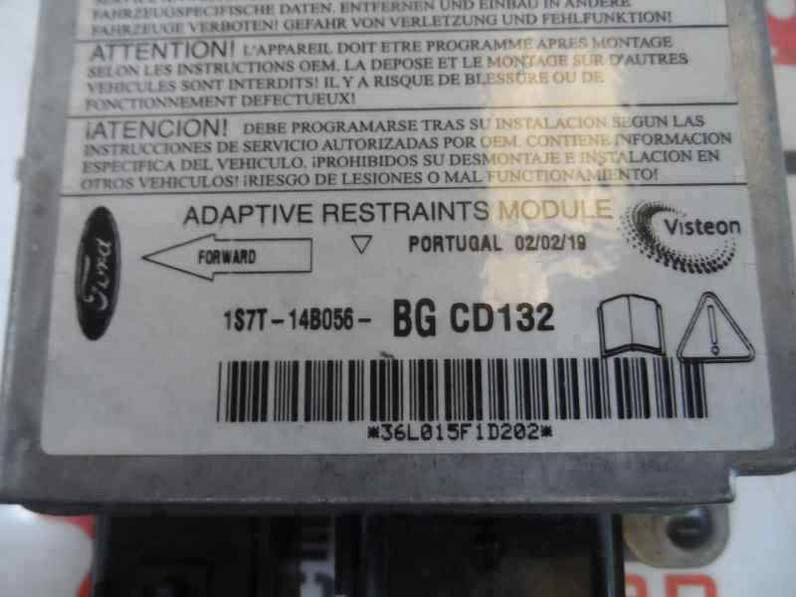 FAHRZEUGSPEZIFISCHE DATEN. ENTFERNEN UND EINBAU IN ANDERE
FAHRZEUGE VERBOTEN! GEFAHR VON VERLETZUNG UND FEHLFUNKTION!
ATTENTION! L'APPAREIL DOIT ETRE PROGRAMME APRES MONTAGE
SELON LES INSTRUCTIONS OEM. LA DEPOSE ET LE MONTAGE SUR D'AUTRES
VEHICULES SONT INTERDITS! IL Y A RISQUE DE BLESSURE OU DE
FONCTIONNEMENT DEFECTUEUX!
¡ATENCION! DEBE PROGRAMARSE TRAS SU INSTALACION SEGUN LAS
INSTRUCCIONES DE SERVICIO AUTORIZADAS POR OEM. CONTIENE INFORMACION
ESPECIFICA DEL VEHICULO. ¡PROHIBIDOS SU DESMONTAJE E INSTALACION EN
OTROS VEHICULOS! ¡RIESGO DE LESIONES O MAL FUNCTIONAMIENTO!
ADAPTIVE RESTRAINTS MODULE
Ford
FORWARD
PORTUGAL 02/02/19
Visteon
1S7T-14B056- BG CD132
*36L015F1D202*